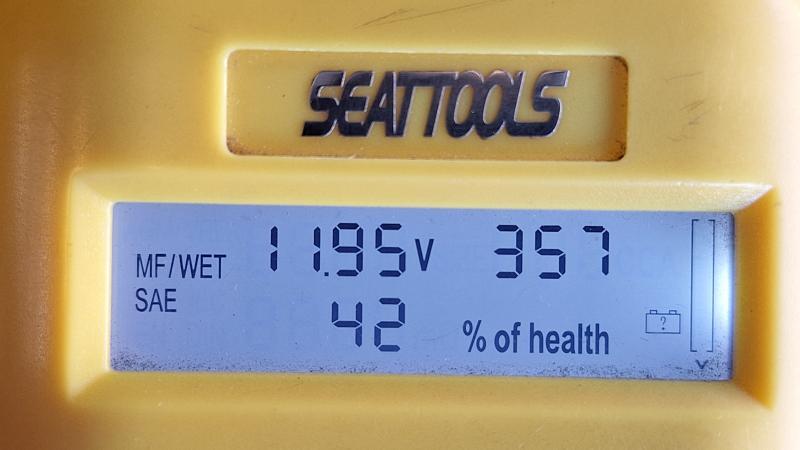 SEATTOOLS
MF/WET 11.95V 357
SAE 42 % of health
?